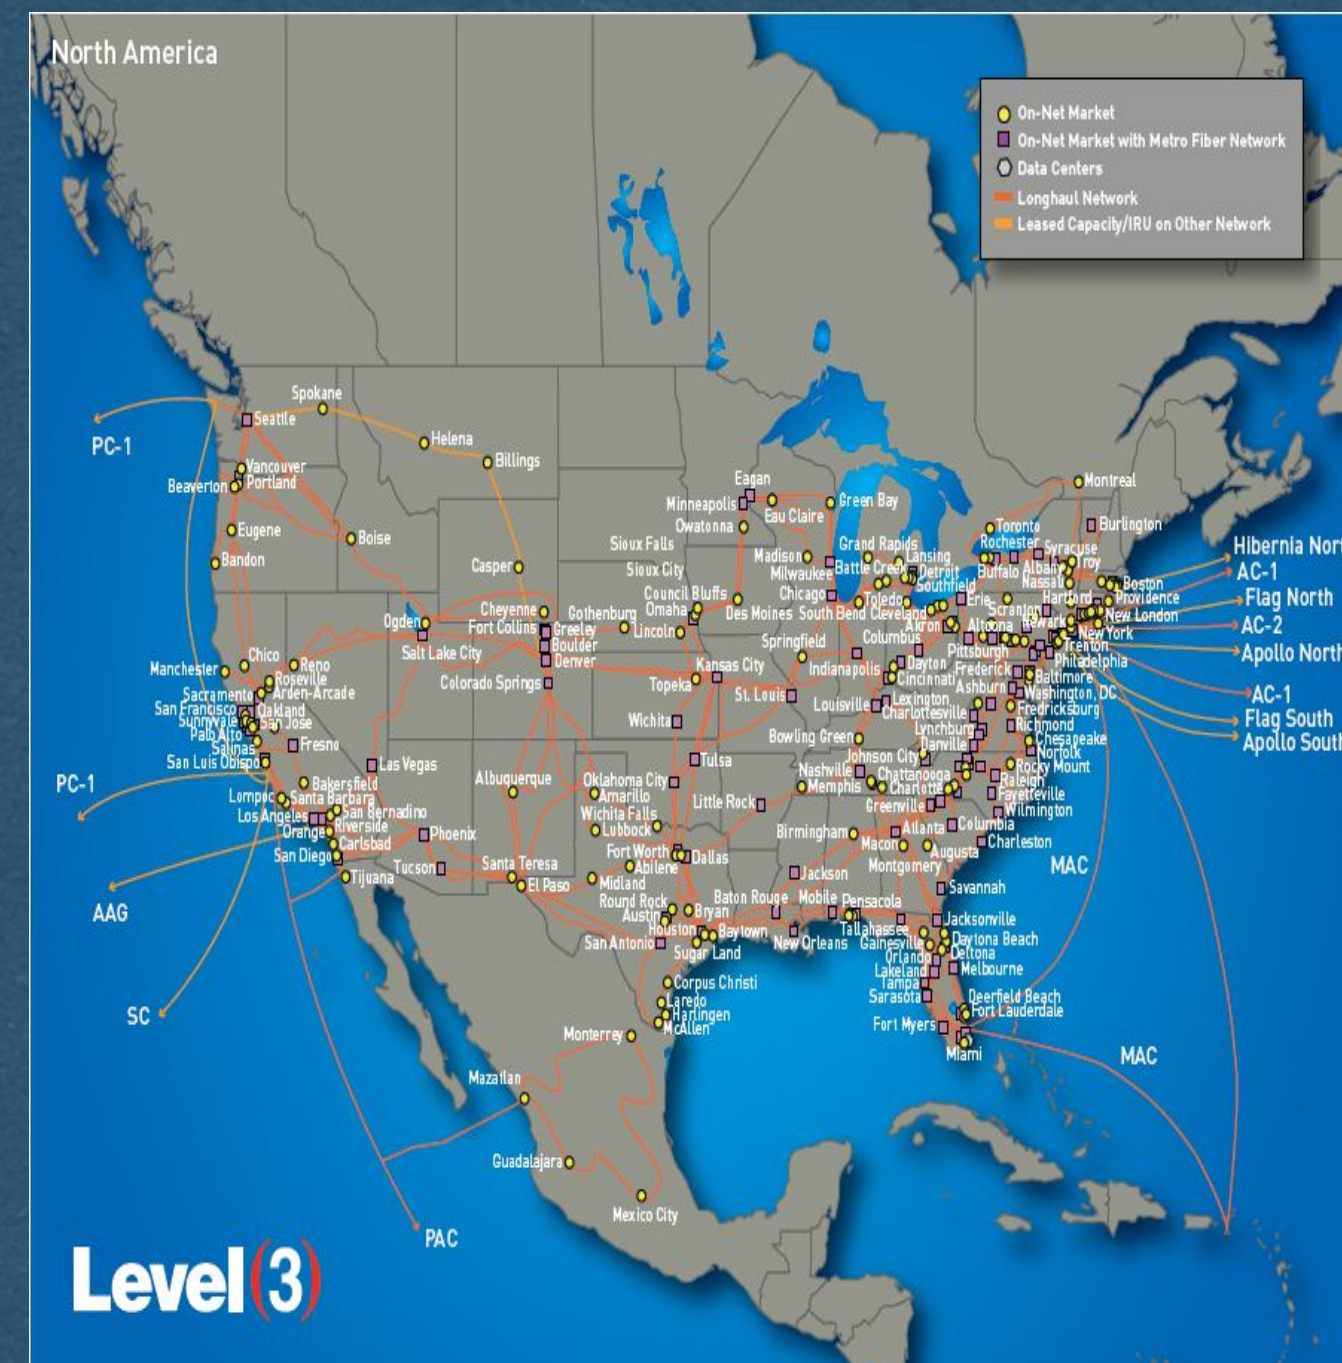 North America
On-Net Market
On-Net Market with Metro Fiber Network
Data Centers
Longhaul Network
Leased Capacity/IRU on Other Network
Spokane
Seattle
PC-1
Helena
Billings
Vancouver
Portland
Beaverton
Eugene
Boise
Bandon
Casper
Eagan
Minneapolis
Eau Claire
Green Bay
Owatonna
Sioux Falls
Sioux City
Madison
Milwaukee
Chicago
Grand Rapids
Lansing
Battle Creek
Detroit
Southfield
Montreal
Toronto
Burlington
Rochester
Syracuse
Buffalo
Albany
Troy
Nassau
Boston
Hartford
Providence
New London
Hibernia Nort
AC-1
Flag North
AC-2
Apollo North
AC-1
Flag South
Apollo South
Council Bluffs
Omaha
Des Moines
South Bend
Toledo
Cleveland
Erie
Scranton
Newark
New York
Akron
Altoona
Trenton
Pittsburgh
Philadelphia
Cheyenne
Gothenburg
Lincoln
Ogden
Fort Collins
Greeley
Boulder
Denver
Salt Lake City
Colorado Springs
Springfield
Columbus
Indianapolis
Dayton
Cincinnati
Frederick
Baltimore
Ashburn
Washington, DC
Chico
Reno
Manchester
Roseville
Sacramento
Arden-Arcade
San Francisco
Oakland
Sunnyvale
San Jose
Palo Alto
Salinas
Fresno
San Luis Obispo
Kansas City
Topeka
St. Louis
Louisville
Lexington
Charlottesville
Fredericksburg
Richmond
Lynchburg
Chesapeake
Danville
Norfolk
Wichita
Bowling Green
Johnson City
Rocky Mount
Las Vegas
Tulsa
Nashville
Chattanooga
Raleigh
PC-1
Bakersfield
Albuquerque
Oklahoma City
Amarillo
Memphis
Charlotte
Fayetteville
Lompoc
Santa Barbara
San Bernadino
Los Angeles
Riverside
Orange
Carlsbad
San Diego
Tijuana
Phoenix
Tucson
Wichita Falls
Lubbock
Little Rock
Greenville
Wilmington
Birmingham
Atlanta
Columbia
Macon
Charleston
Augusta
Montgomery
Fort Worth
Dallas
Santa Teresa
El Paso
Abilene
Midland
Jackson
MAC
AAG
Round Rock
Austin
Bryan
Baton Rouge
Mobile
Pensacola
Savannah
Houston
Baytown
New Orleans
Tallahassee
Jacksonville
San Antonio
Sugar Land
Gainesville
Daytona Beach
Orlando
Deltona
Lakeland
Melbourne
Tampa
Sarasota
Corpus Christi
Laredo
Harlingen
McAllen
Deerfield Beach
Fort Lauderdale
Fort Myers
Miami
SC
Monterrey
MAC
Mazatlan
Guadalajara
Mexico City
PAC
Level(3)